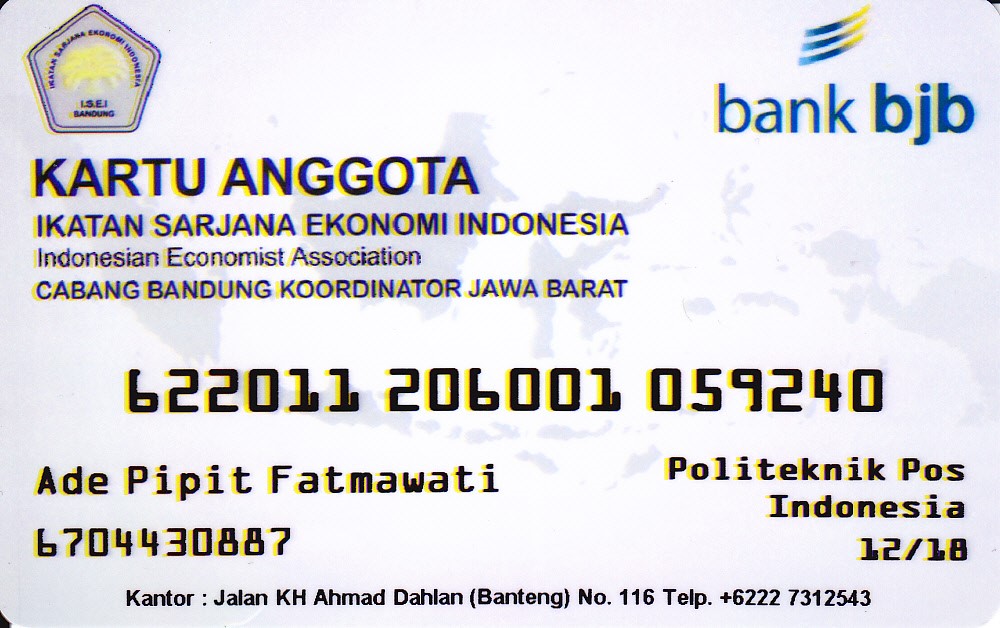 IKATAN SARJANA EKONOMI INDONESIA
I.S.E.I
BANDUNG
bank bjb
KARTU ANGGOTA
IKATAN SARJANA EKONOMI INDONESIA
Indonesian Economist Association
CABANG BANDUNG KOORDINATOR JAWA BARAT
622011 206001 059240
Ade Pipit Fatmawati
Politeknik Pos
Indonesia
6704430887
12/18
Kantor : Jalan KH Ahmad Dahlan (Banteng) No. 116 Telp. +6222 7312543